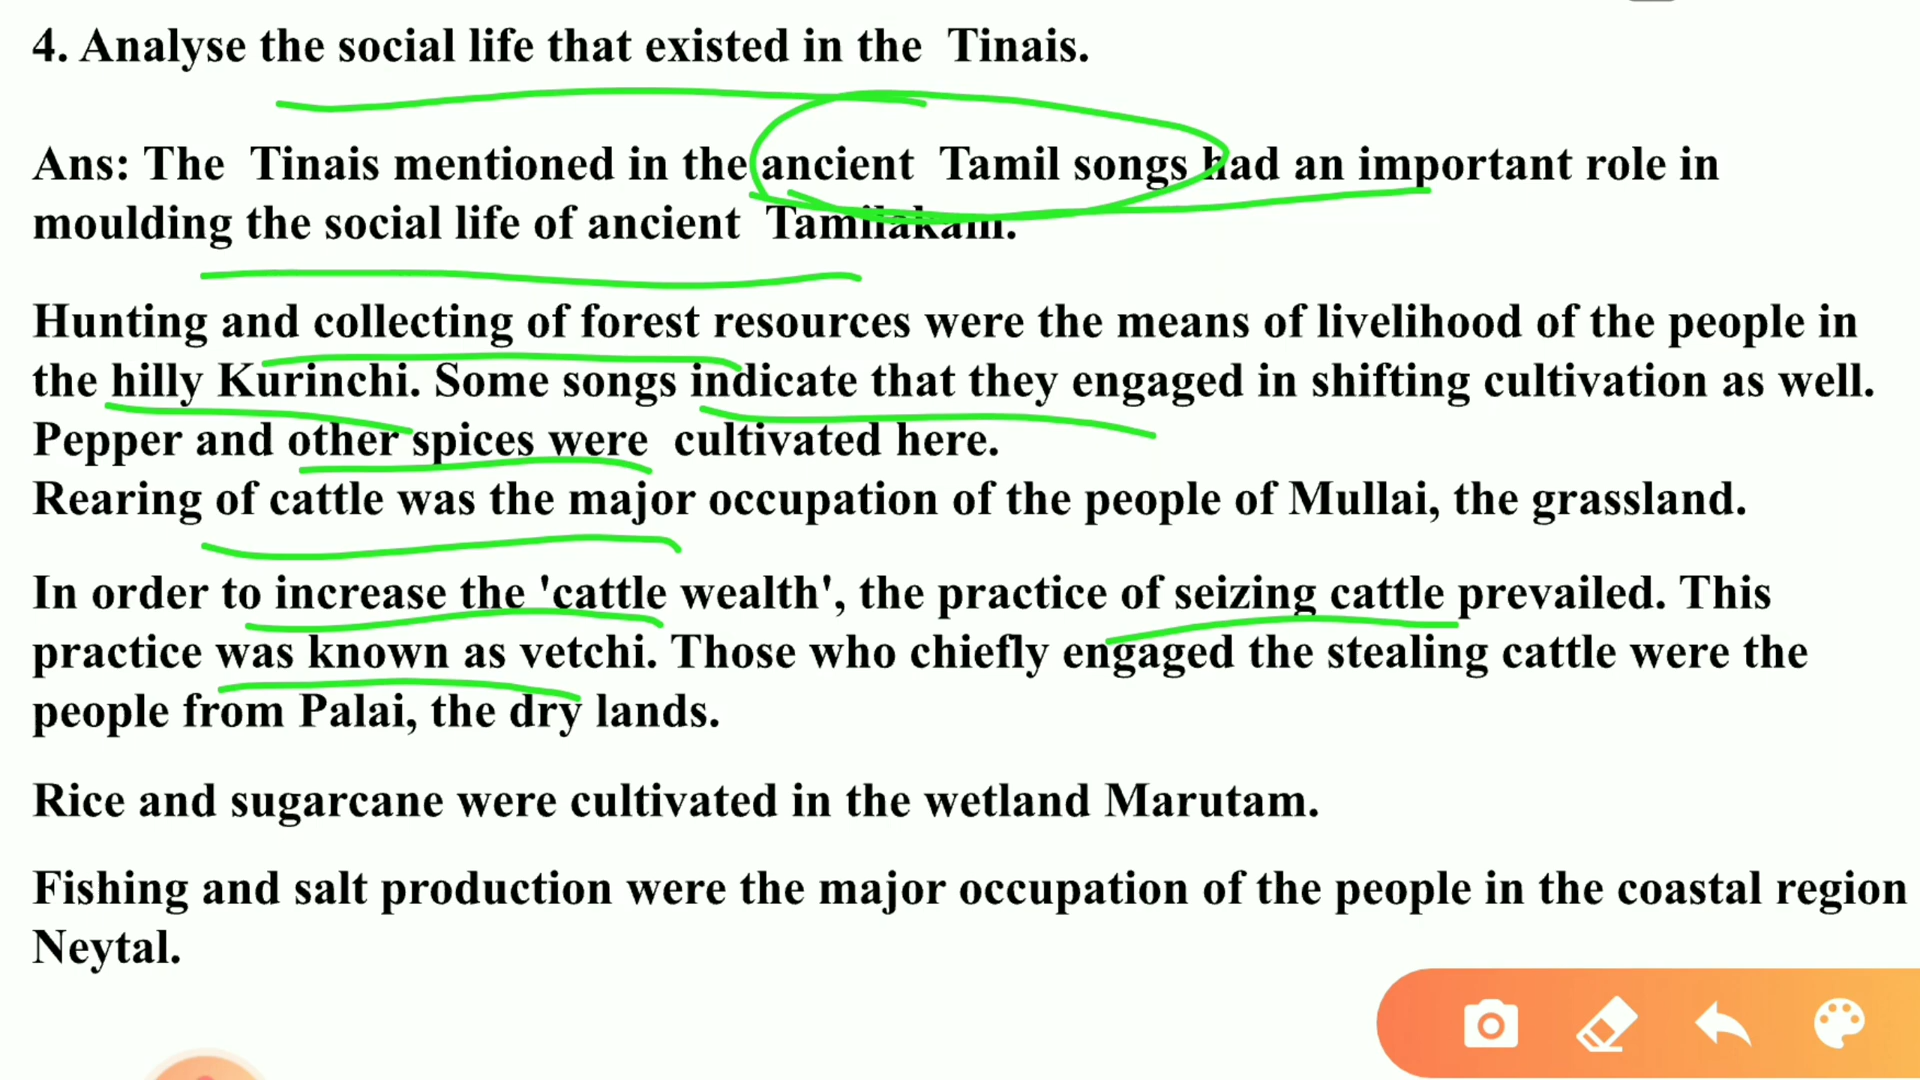 4. Analyse the social life that existed in the Tinais.
Ans: The Tinais mentioned in the ancient Tamil songs had an important role in
moulding the social life of ancient Tamilakam.
Hunting and collecting of forest resources were the means of livelihood of the people in
the hilly Kurinchi. Some songs indicate that they engaged in shifting cultivation as well.
Pepper and other spices were cultivated here.
Rearing of cattle was the major occupation of the people of Mullai, the grassland.
In order to increase the 'cattle wealth', the practice of seizing cattle prevailed. This
practice was known as vetchi. Those who chiefly engaged the stealing cattle were the
people from Palai, the dry lands.
Rice and sugarcane were cultivated in the wetland Marutam.
Fishing and salt production were the major occupation of the people in the coastal region
Neytal.